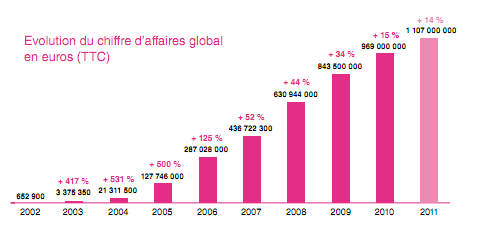 Evolution du chiffre d'affaires global
en euros (TTC)
652 900
+ 417 %
3 375 350
+ 531 %
21 311 500
+ 500 %
127 746 000
+ 125 %
287 028 000
+ 52 %
436 722 300
+ 44 %
630 944 000
+ 34 %
843 500 000
+ 15 %
969 000 000
+ 14 %
1 107 000 000
2002 2003 2004 2005 2006 2007 2008 2009 2010 2011